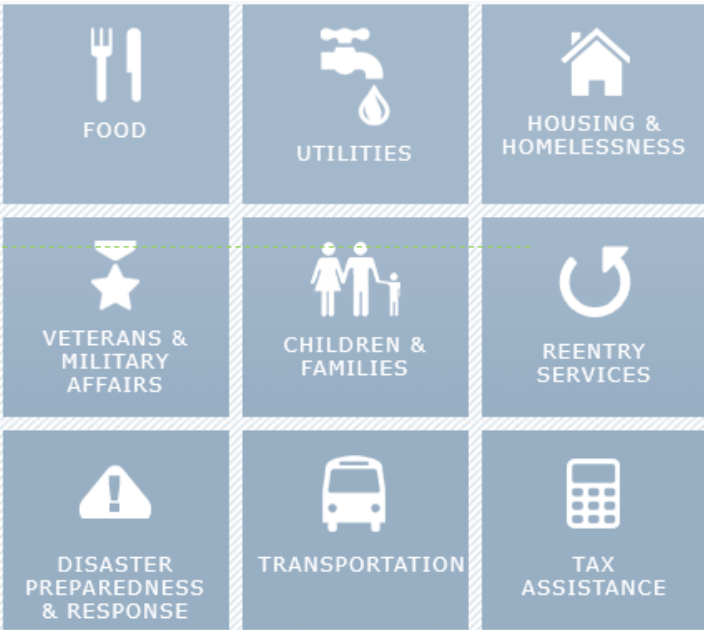 FOOD
UTILITIES
HOUSING &
HOMELESSNESS
VETERANS &
MILITARY
AFFAIRS
CHILDREN &
FAMILIES
REENTRY
SERVICES
DISASTER
PREPAREDNESS
& RESPONSE
TRANSPORTATION
TAX
ASSISTANCE